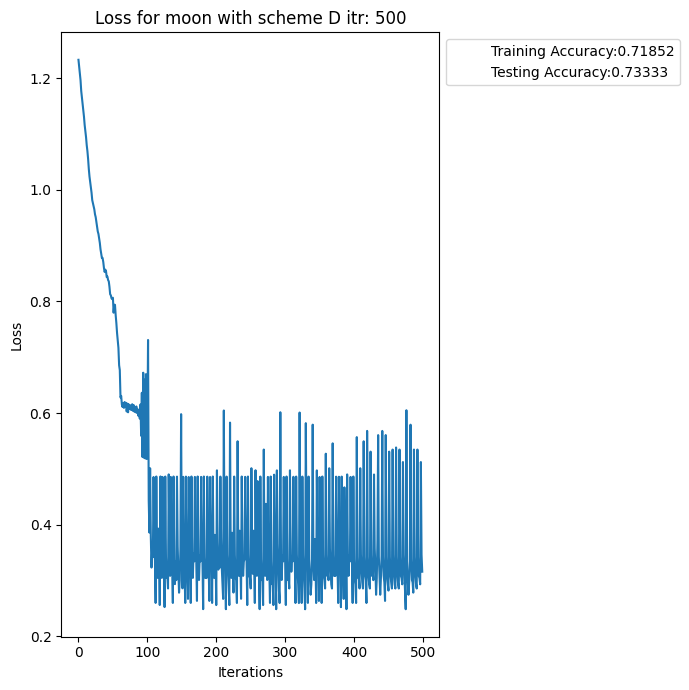 Loss for moon with scheme D itr: 500
Training Accuracy:0.71852
Testing Accuracy:0.73333
1.2
1.0
0.8
0.6
0.4
0.2
Loss
0
100
200
300
400
500
Iterations